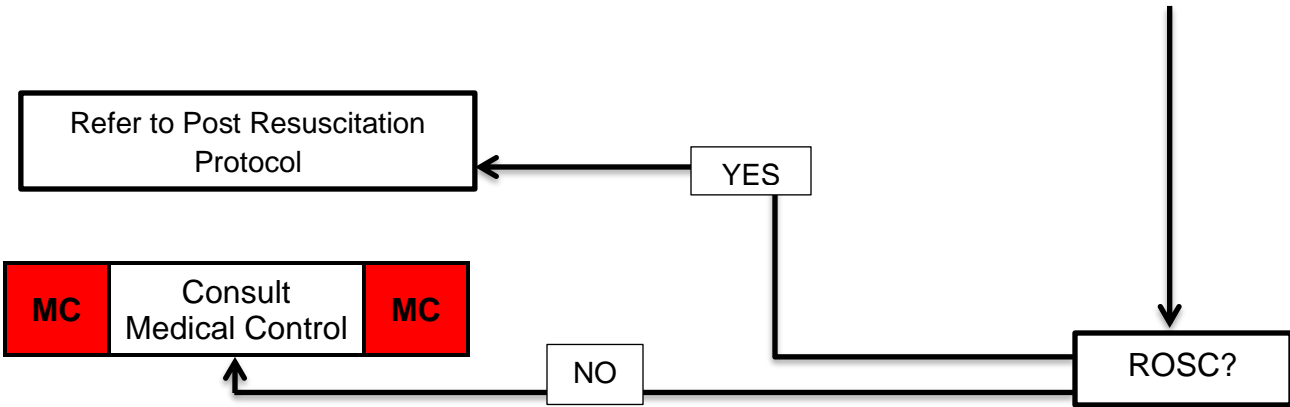 Refer to Post Resuscitation
Protocol
YES
MC
Consult
Medical Control
MC
NO
ROSC?